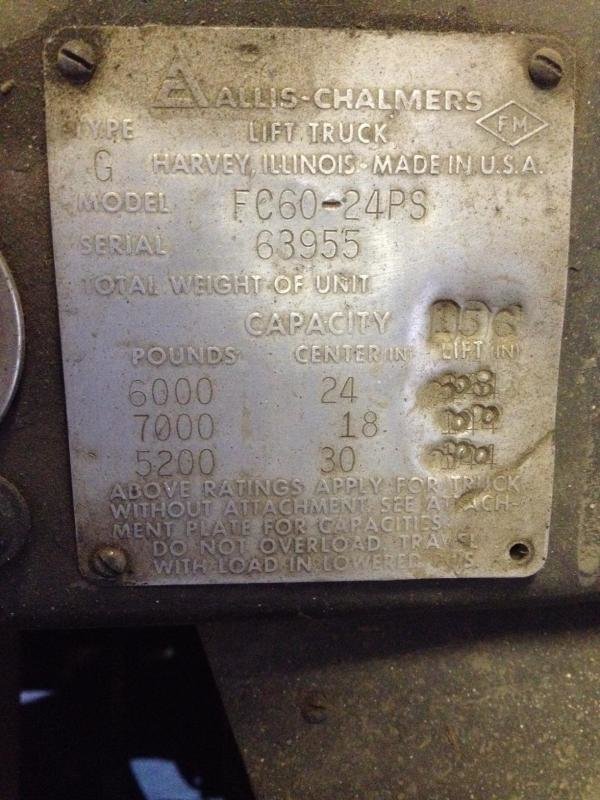 ALLIS-CHALMERS
TYPE LIFT TRUCK FM
G HARVEY, ILLINOIS-MADE IN U.S.A.
MODEL FC60-24PS
SERIAL 63955
TOTAL WEIGHT OF UNIT
CAPACITY
POUNDS CENTER(IN) LIFT (IN)
6000 24
7000 18
5200 30
ABOVE RATINGS APPLY FOR TRUCK
WITHOUT ATTACHMENT. SEE ATTACH-
MENT PLATE FOR CAPACITIES.
DO NOT OVERLOAD. TRAVEL
WITH LOAD IN LOWERED